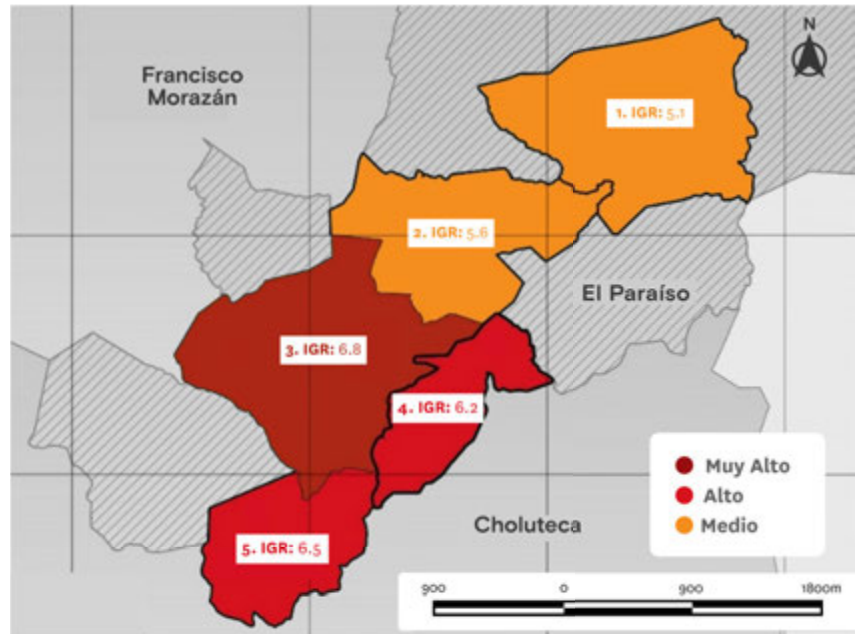 N
Francisco
Morazán
1. IGR: 5.1
2. IGR: 5.6
El Paraíso
3. IGR: 6.8
4. IGR: 6.2
Muy Alto
Alto
Medio
Choluteca
5. IGR: 6.5
900 0 900 1800m